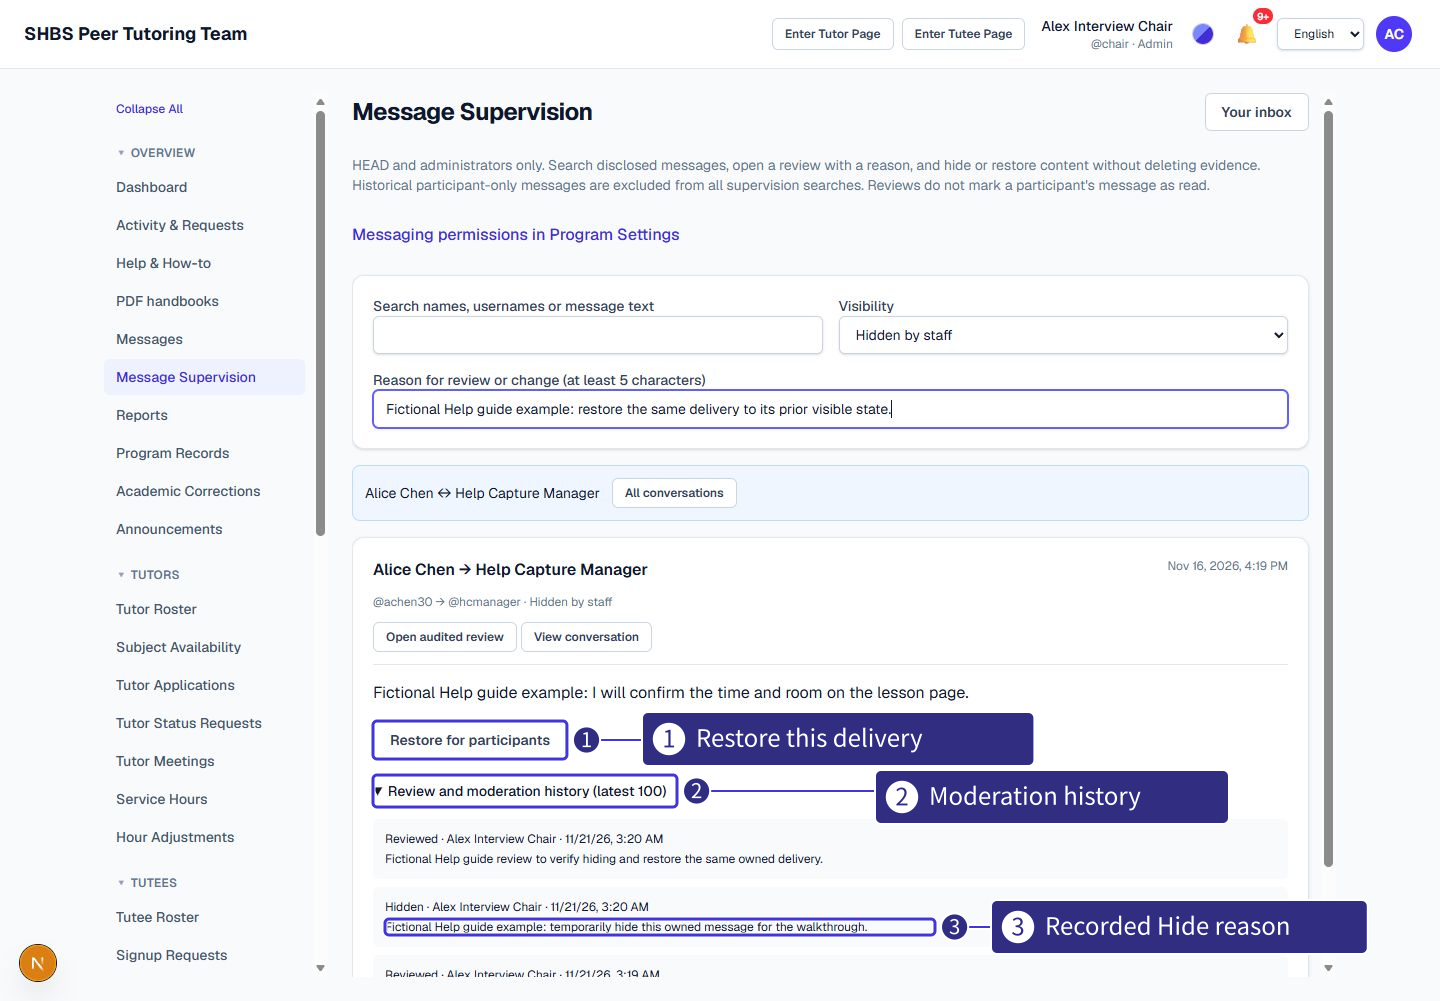 SHBS Peer Tutoring Team
Enter Tutor Page
Enter Tutee Page
Alex Interview Chair
@chair · Admin
9+
English
AC
Collapse All
OVERVIEW
Dashboard
Activity & Requests
Help & How-to
PDF handbooks
Messages
Message Supervision
Reports
Program Records
Academic Corrections
Announcements
TUTORS
Tutor Roster
Subject Availability
Tutor Applications
Tutor Status Requests
Tutor Meetings
Service Hours
Hour Adjustments
TUTEES
Tutee Roster
Signup Requests
N
Message Supervision
Your inbox
HEAD and administrators only. Search disclosed messages, open a review with a reason, and hide or restore content without deleting evidence.
Historical participant-only messages are excluded from all supervision searches. Reviews do not mark a participant's message as read.
Messaging permissions in Program Settings
Search names, usernames or message text
Visibility
Hidden by staff
Reason for review or change (at least 5 characters)
Fictional Help guide example: restore the same delivery to its prior visible state.
Alice Chen ↔ Help Capture Manager
All conversations
Alice Chen → Help Capture Manager
Nov 16, 2026, 4:19 PM
@achen30 → @hcmanager · Hidden by staff
Open audited review
View conversation
Fictional Help guide example: I will confirm the time and room on the lesson page.
Restore for participants
1
1 Restore this delivery
Review and moderation history (latest 100)
2
2 Moderation history
Reviewed · Alex Interview Chair · 11/21/26, 3:20 AM
Fictional Help guide review to verify hiding and restore the same owned delivery.
Hidden · Alex Interview Chair · 11/21/26, 3:20 AM
Fictional Help guide example: temporarily hide this owned message for the walkthrough.
3
3 Recorded Hide reason
Reviewed · Alex Interview Chair · 11/21/26, 3:19 AM